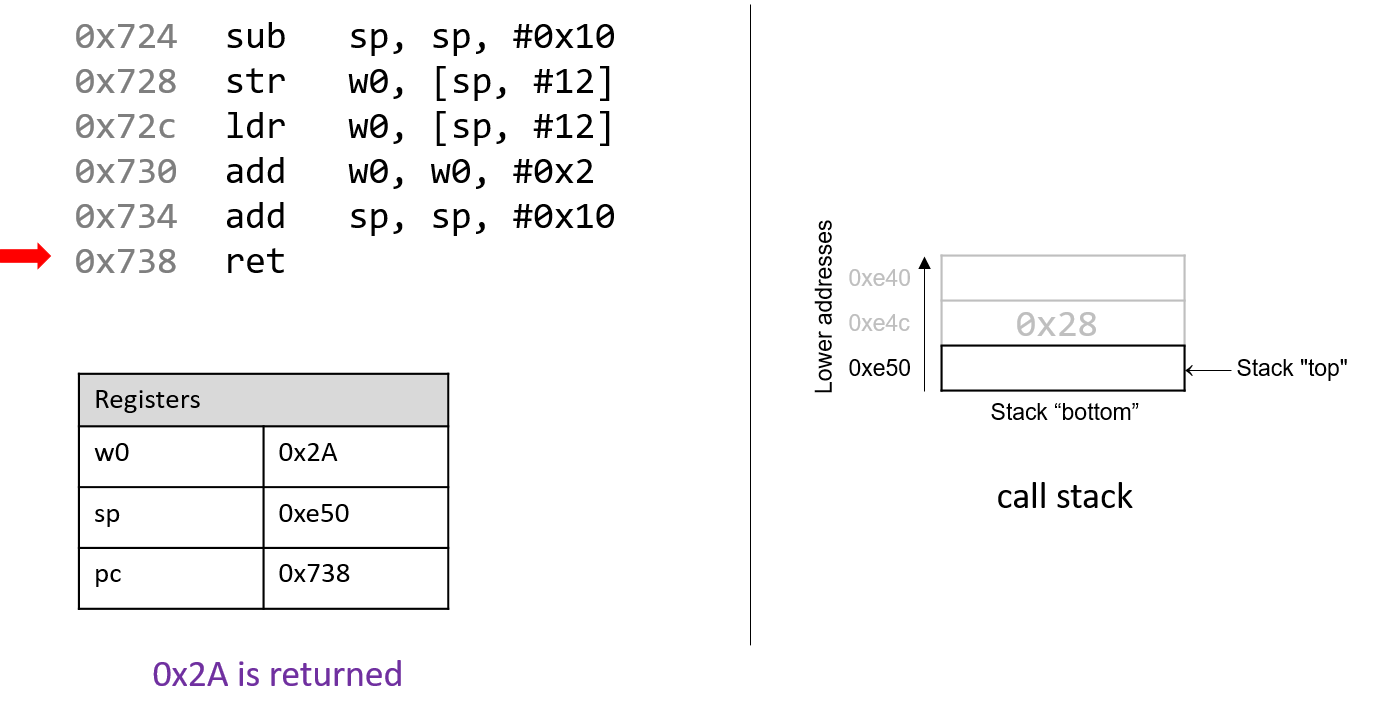 0x724 sub sp, sp, #0x10
0x728 str w0, [sp, #12]
0x72c ldr w0, [sp, #12]
0x730 add w0, w0, #0x2
0x734 add sp, sp, #0x10
0x738 ret
Registers
w0 0x2A
sp 0xe50
pc 0x738
0x2A is returned
Lower addresses
0xe40
0xe4c 0x28
0xe50 Stack "top"
Stack “bottom”
call stack